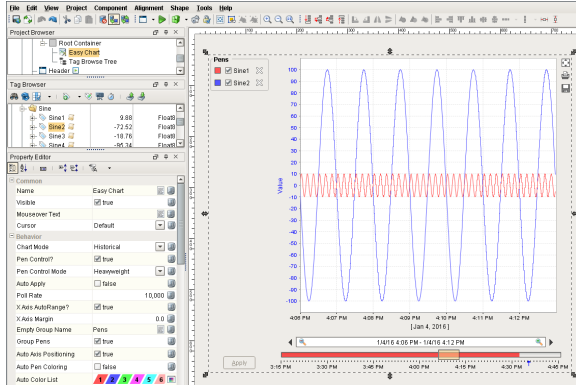 File Edit View Project Component Alignment Shape Tools Help
Project Browser
Root Container
Easy Chart
Tag Browse Tree
Header
Tag Browser
Sine
Sine1 9.88 Float8
Sine2 -72.52 Float8
Sine3 -18.76 Float8
Sine4 -95.34 Float8
Property Editor
Common
Name Easy Chart
Visible true
Mouseover Text
Cursor Default
Behavior
Chart Mode Historical
Pen Control? true
Pen Control Mode Heavyweight
Auto Apply false
Poll Rate 10,000
X Axis AutoRange? true
X Axis Margin 0.0
Empty Group Name Pens
Group Pens true
Auto Axis Positioning true
Auto Pen Coloring false
Auto Color List 1 2 3 4 5 6
Pens
Sine1
Sine2
Value
100
90
80
70
60
50
40
30
20
10
0
-10
-20
-30
-40
-50
-60
-70
-80
-90
-100
4:06 PM 4:07 PM 4:08 PM 4:09 PM 4:10 PM 4:11 PM 4:12 PM
[Jan 4, 2016]
1/4/16 4:06 PM - 1/4/16 4:12 PM
Apply
3:15 PM 3:30 PM 3:45 PM 4:00 PM 4:15 PM 4:30 PM 4:46 PM